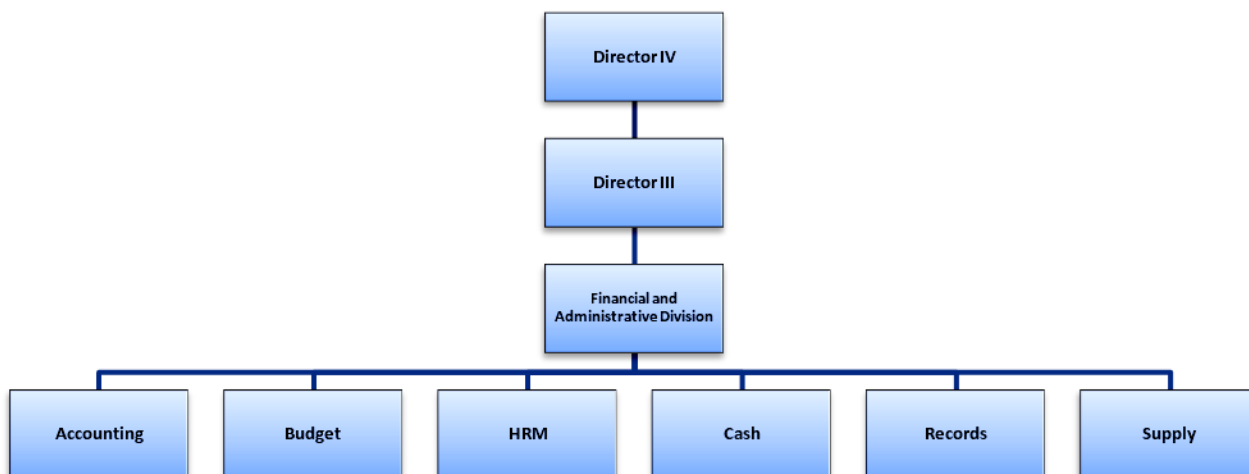 Director IV
Director III
Financial and
Administrative Division
Accounting
Budget
HRM
Cash
Records
Supply